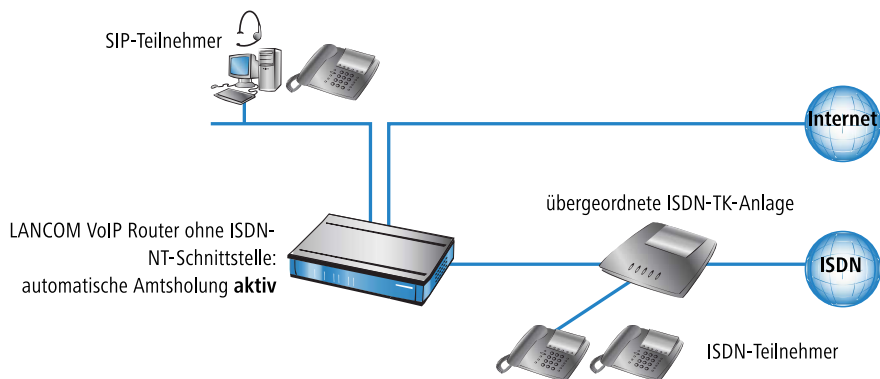 SIP-Teilnehmer
Internet
übergeordnete ISDN-TK-Anlage
LANCOM VoIP Router ohne ISDN-
NT-Schnittstelle:
automatische Amtsholung aktiv
ISDN
ISDN-Teilnehmer